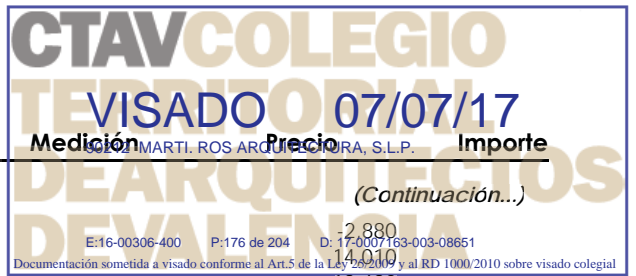 CTAVCOLEGIO
TERRITORIAL
VISADO 07/07/17
Medición Precio Importe
90212 MARTI. ROS ARQUITECTURA, S.L.P.
DEARQUITECTOS
(Continuación...)
DEVALENCIA
-2,880
E:16-00306-400 P:176 de 204 D: 17-0007163-003-08651
14,010
Documentación sometida a visado conforme al Art.5 de la Ley 25/2009 y al RD 1000/2010 sobre visado colegial